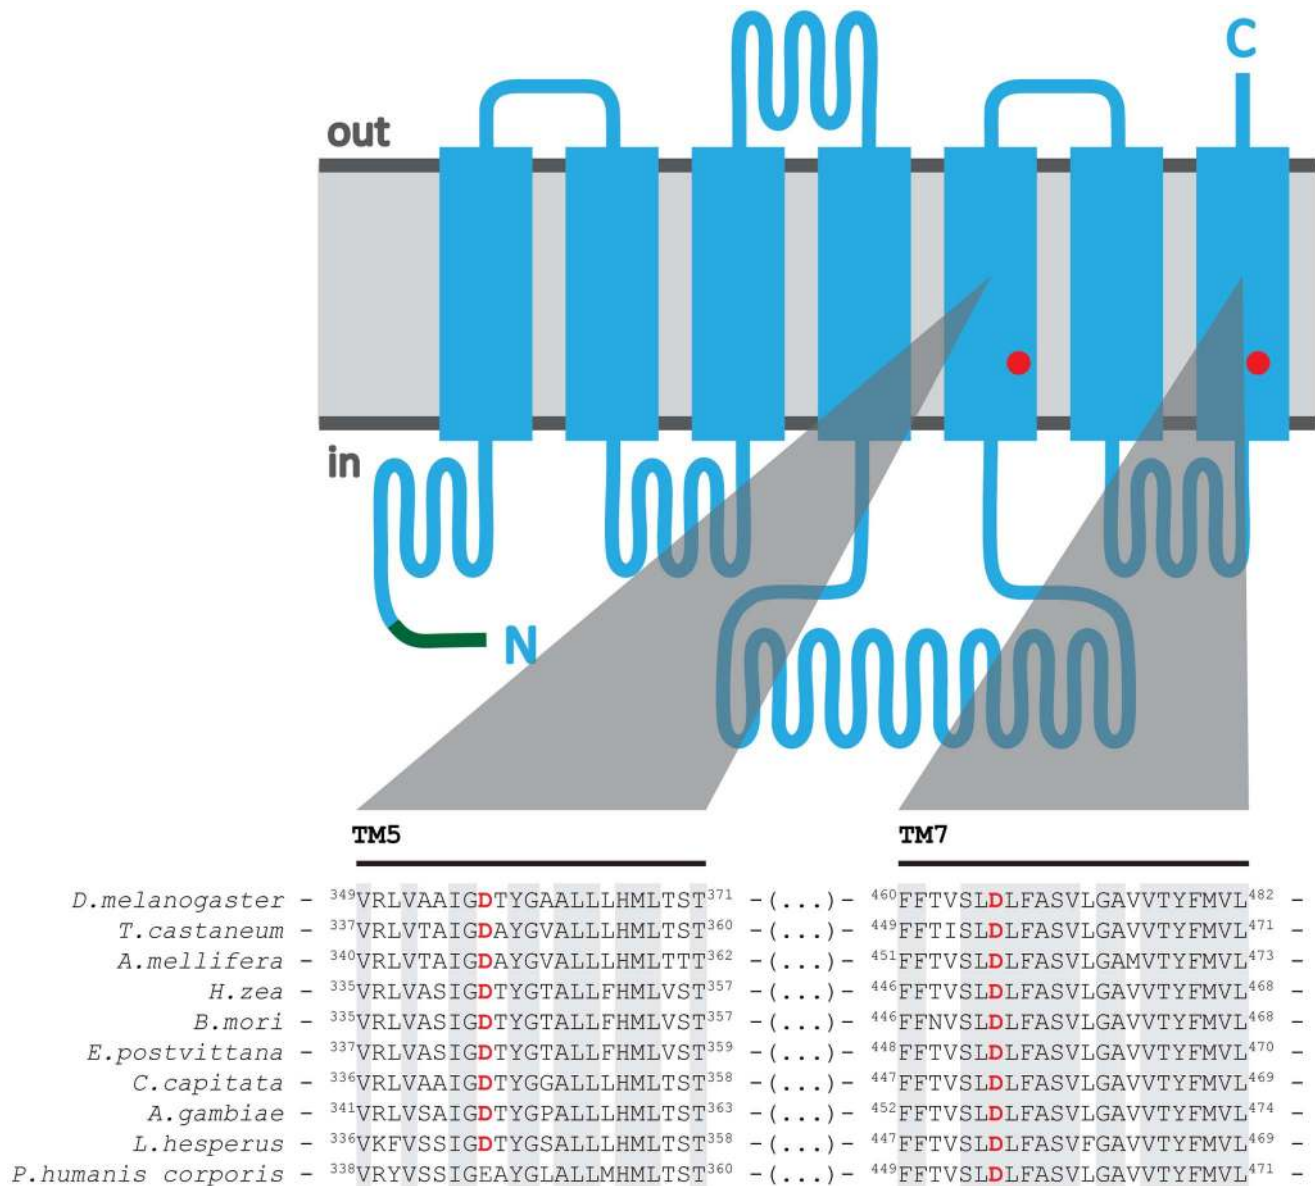 C
out
in
N
TM5 TM7
D.melanogaster - 349VRLVAAIGDTYGAALLLHMLTST371 -(...)- 460FFTVSLDLFASVLGAVVTYFMVL482 -
T.castaneum - 337VRLVTAIGDAYGVALLLHMLTST360 -(...)- 449FFTISLDLFASVLGAVVTYFMVL471 -
A.mellifera - 340VRLVTAIGDAYGVALLLHMLTTT362 -(...)- 451FFTVSLDLFASVLGAMVTYFMVL473 -
H.zea - 335VRLVASIGDTYGTALLFHMLVST357 -(...)- 446FFTVSLDLFASVLGAVVTYFMVL468 -
B.mori - 335VRLVASIGDTYGTALLFHMLVST357 -(...)- 446FFNVSLDLFASVLGAVVTYFMVL468 -
E.postvittana - 337VRLVASIGDTYGTALLFHMLVST359 -(...)- 448FFTVSLDLFASVLGAVVTYFMVL470 -
C.capitata - 336VRLVAAIGDTYGGALLLHMLTST358 -(...)- 447FFTVSLDLFASVLGAVVTYFMVL469 -
A.gambiae - 341VRLVSAIGDTYGPALLLHMLTST363 -(...)- 452FFTVSLDLFASVLGAVVTYFMVL474 -
L.hesperus - 336VKFVSSIGDTYGSALLLHMLTST358 -(...)- 447FFTVSLDLFASVFGAVVTYFMVL469 -
P.humanis corporis - 338VRYVSSIGEAYGLALLMHMLTST360 -(...)- 449FFTVSLDLFASVLGAVVTYFMVL471 -